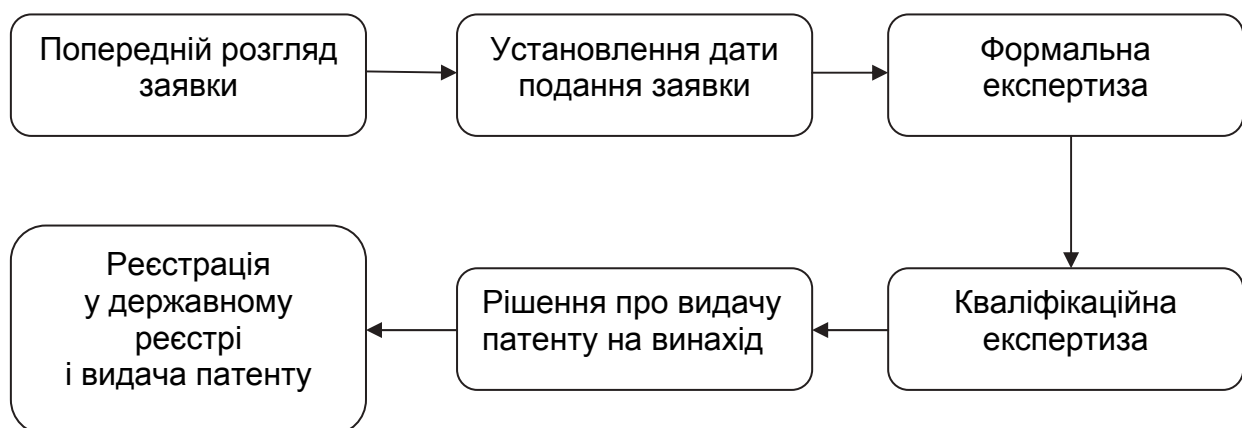 Попередній розгляд
заявки
Установлення дати
подання заявки
Формальна
експертиза
Кваліфікаційна
експертиза
Рішення про видачу
патенту на винахід
Реєстрація
у державному
реєстрі
і видача патенту